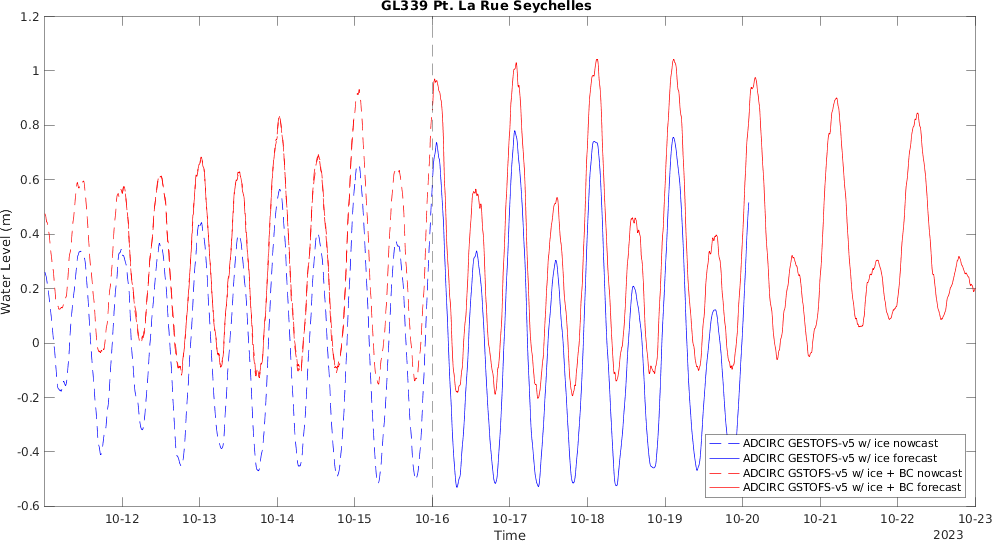 GL339 Pt. La Rue Seychelles
1.2
1
0.8
0.6
0.4
0.2
0
-0.2
-0.4
-0.6
Water Level (m)
ADCIRC GESTOFS-v5 w/ ice nowcast
ADCIRC GESTOFS-v5 w/ ice forecast
ADCIRC GSTOFS-v5 w/ ice + BC nowcast
ADCIRC GSTOFS-v5 w/ ice + BC forecast
10-12 10-13 10-14 10-15 10-16 10-17 10-18 10-19 10-20 10-21 10-22 10-23
Time
2023